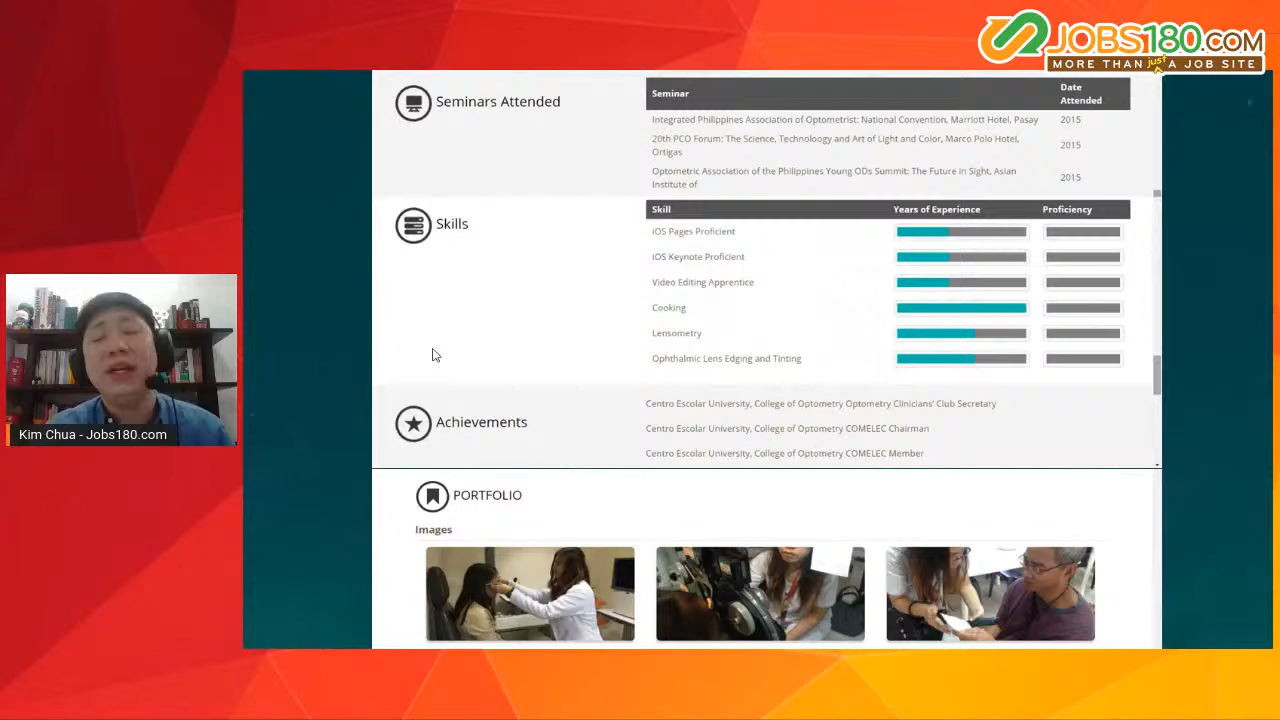 JOBS180.COM
MORE THAN just A JOB SITE
Seminars Attended
Seminar
Date
Attended
Integrated Philippines Association of Optometrist: National Convention, Marriott Hotel, Pasay
2015
20th PCO Forum: The Science, Technoloogy and Art of Light and Color, Marco Polo Hotel,
Ortigas
2015
Optometric Association of the Philippines Young ODs Summit: The Future in Sight, Asian
Institute of
2015
Skills
Skill
Years of Experience
Proficiency
iOS Pages Proficient
iOS Keynote Proficient
Video Editing Apprentice
Cooking
Lensometry
Ophthalmic Lens Edging and Tinting
Achievements
Centro Escolar University, College of Optometry Optometry Clinicians' Club Secretary
Centro Escolar University, College of Optometry COMELEC Chairman
Centro Escolar University, College of Optometry COMELEC Member
Kim Chua - Jobs180.com
PORTFOLIO
Images